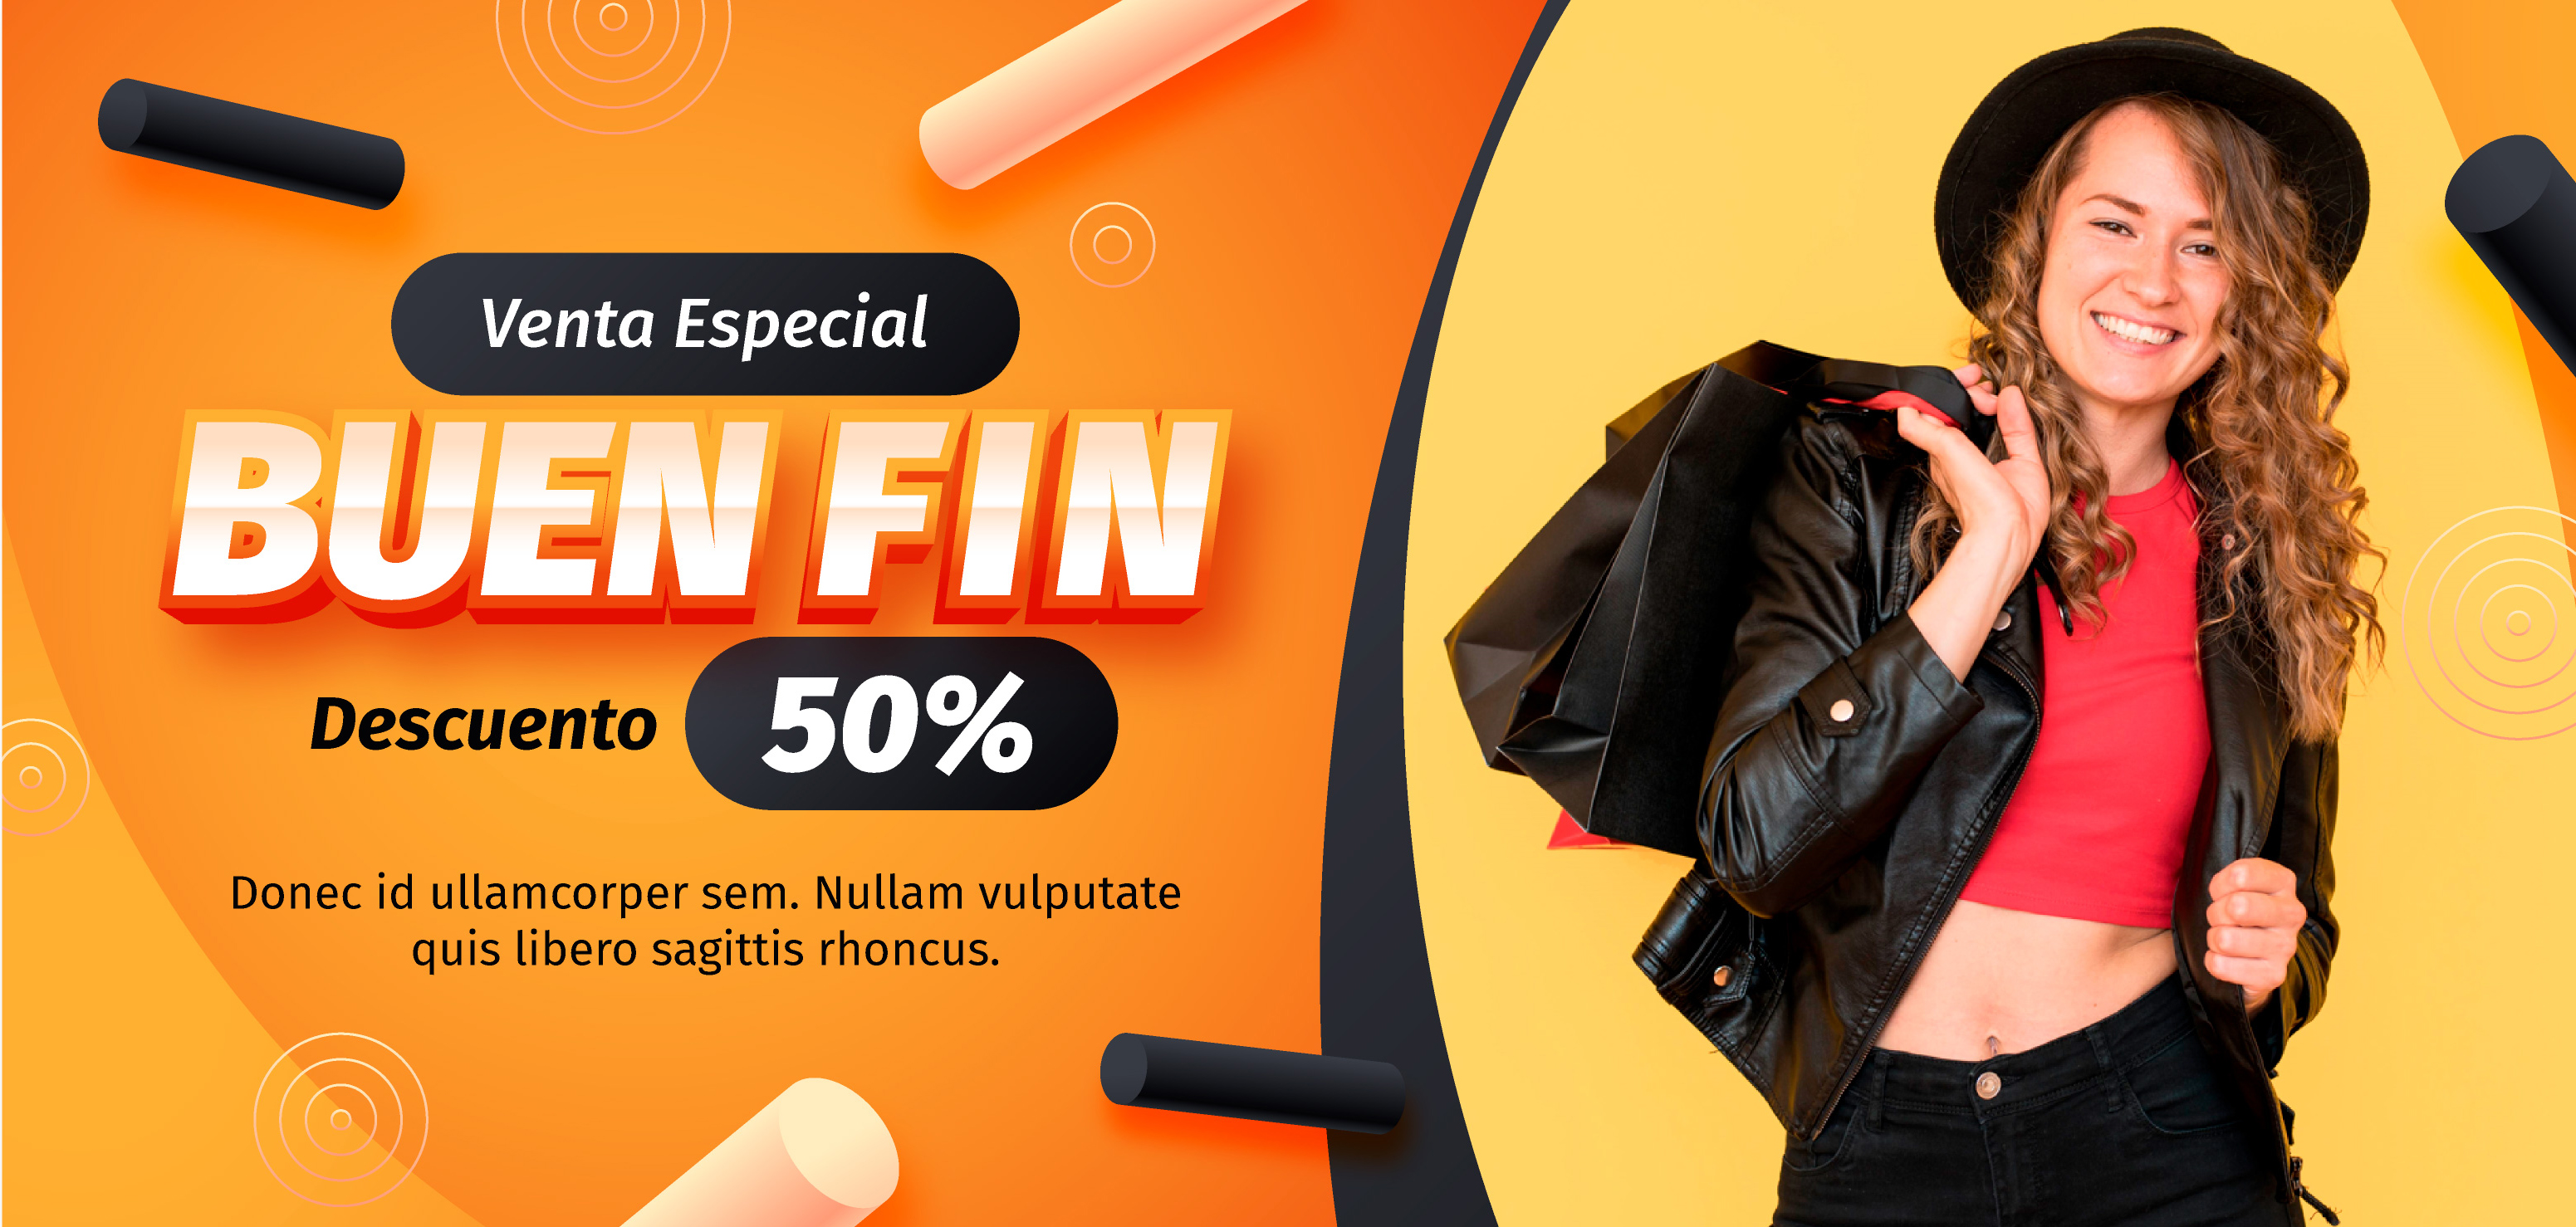 Venta Especial
BUEN FIN
Descuento 50%
Donec id ullamcorper sem. Nullam vulputate
quis libero sagittis rhoncus.